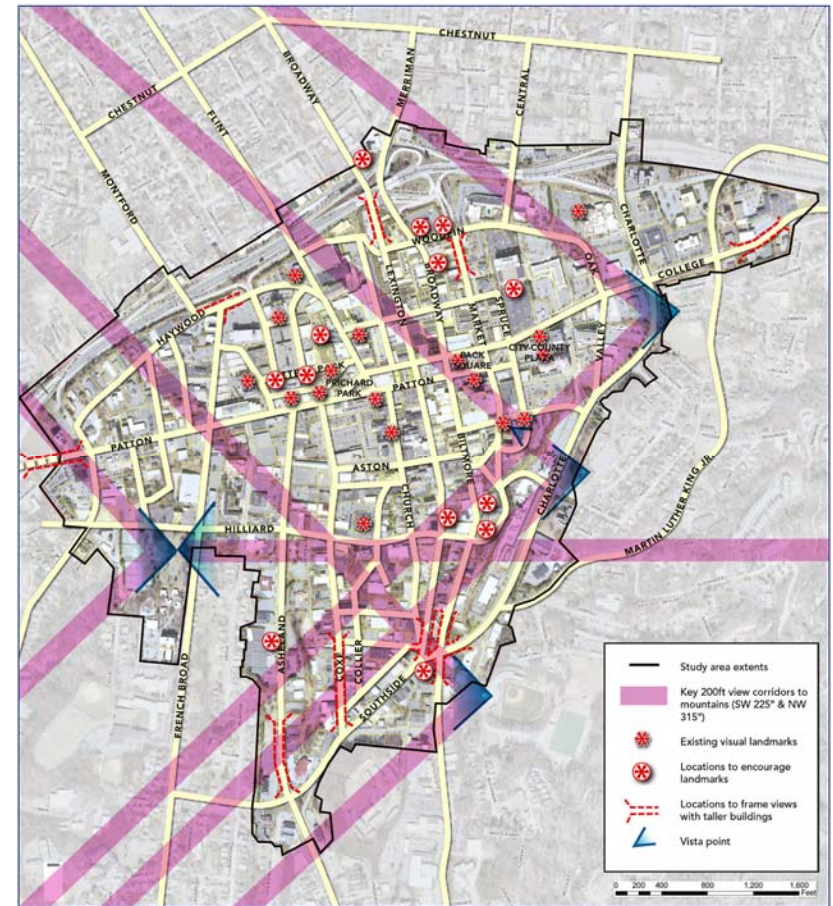 CHESTNUT
BROADWAY
MERRIMAN
CENTRAL
CHESTNUT
FLINT
MONTFORD
CHARLOTTE
WOODFIN
OAK
COLLEGE
LEXINGTON
BROADWAY
MARKET
SPRUCE
HAYWOOD
VALLEY
PACK
SQUARE
CITY-COUNTY
PLAZA
PRICHARD
PARK
PATTON
PATTON
BILTMORE
ASTON
CHURCH
CHARLOTTE
HILLIARD
MARTIN LUTHER KING JR.
ASHELAND
COXE
COLLIER
SOUTHSIDE
FRENCH BROAD
Study area extents
Key 200ft view corridors to
mountains (SW 225° & NW
315°)
Existing visual landmarks
Locations to encourage
landmarks
Locations to frame views
with taller buildings
Vista point
0 200 400 800 1,200 1,600
Feet